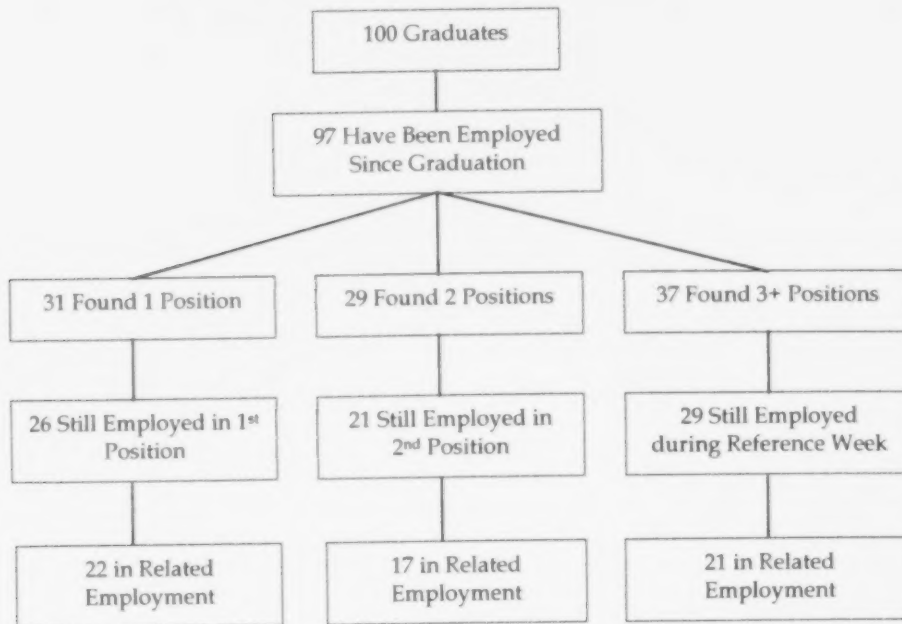 100 Graduates
97 Have Been Employed
Since Graduation
31 Found 1 Position
29 Found 2 Positions
37 Found 3+ Positions
26 Still Employed in 1st
Position
21 Still Employed in
2nd Position
29 Still Employed
during Reference Week
22 in Related
Employment
17 in Related
Employment
21 in Related
Employment